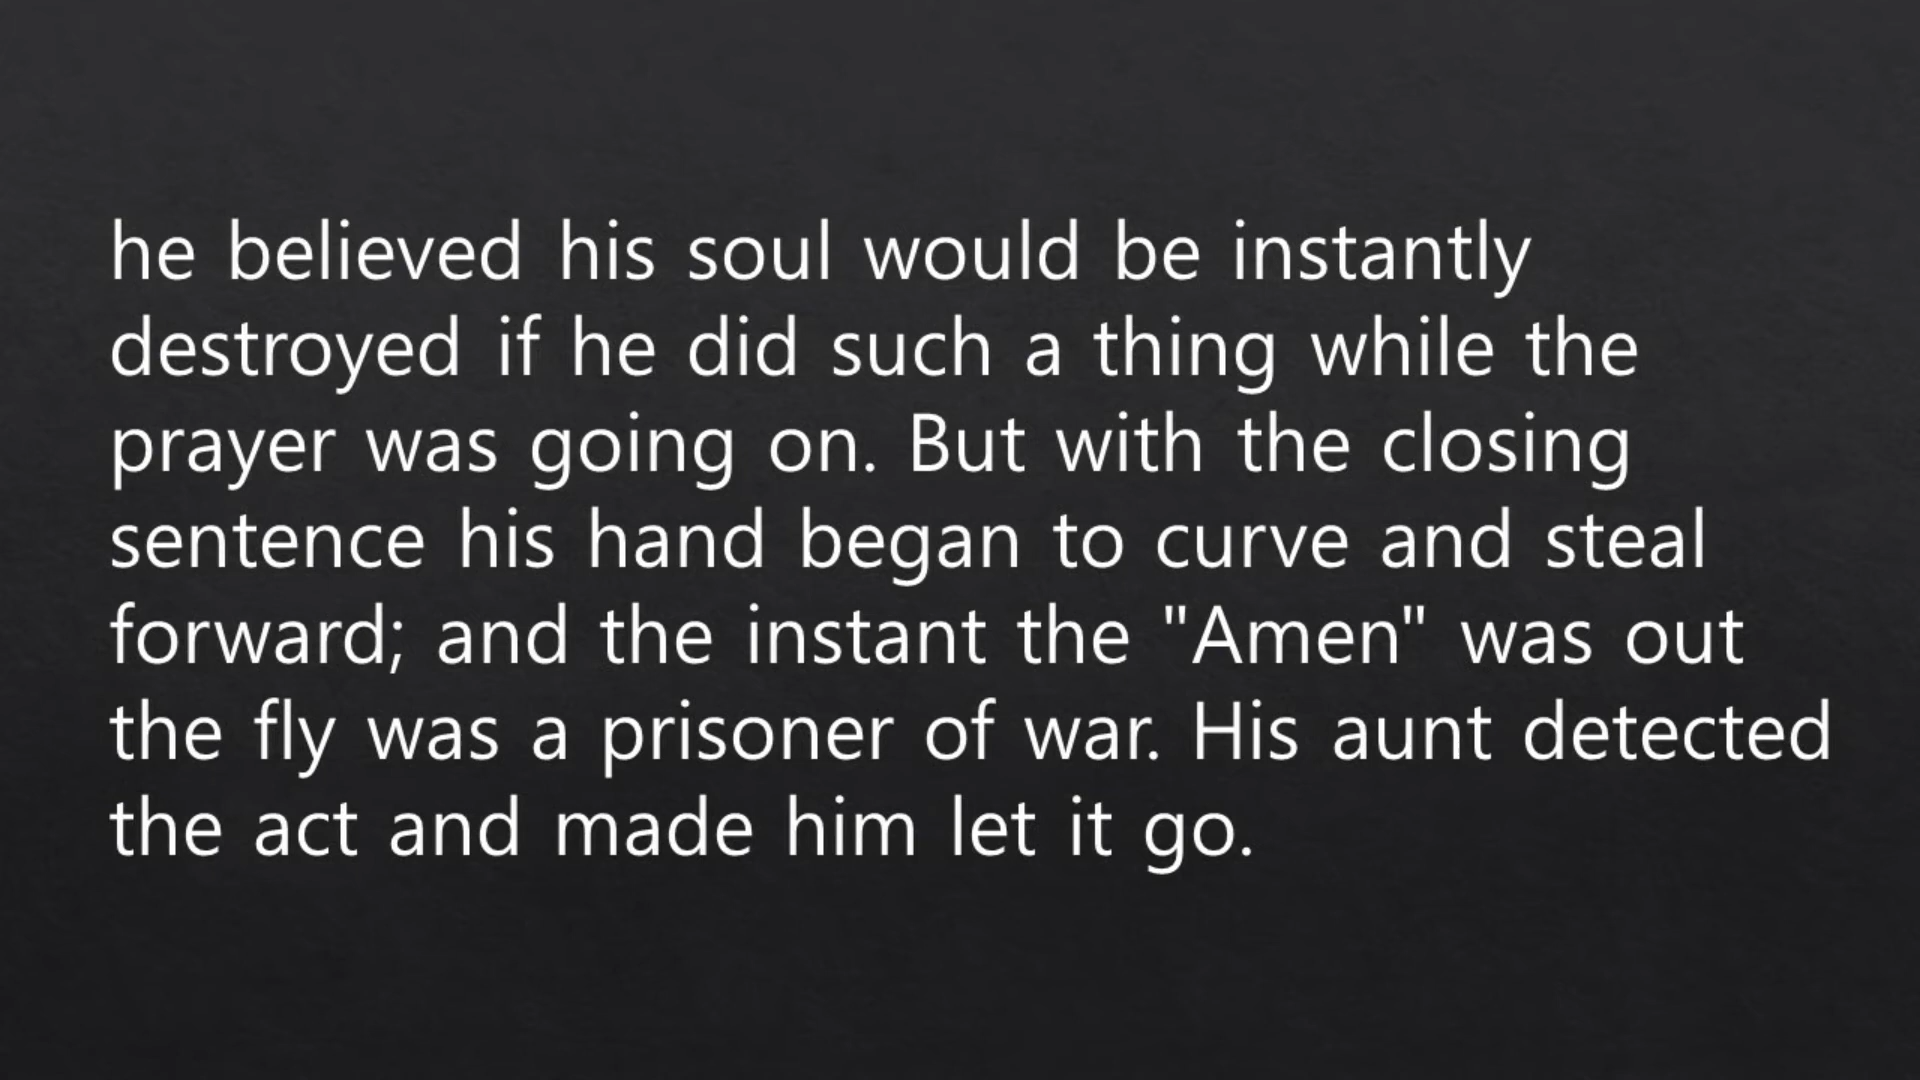 he believed his soul would be instantly
destroyed if he did such a thing while the
prayer was going on. But with the closing
sentence his hand began to curve and steal
forward; and the instant the "Amen" was out
the fly was a prisoner of war. His aunt detected
the act and made him let it go.